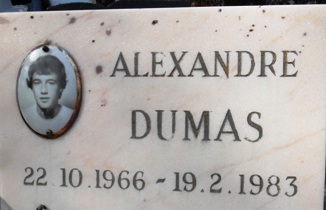 ALEXANDRE
DUMAS
22.10.1966 - 19.2.1983